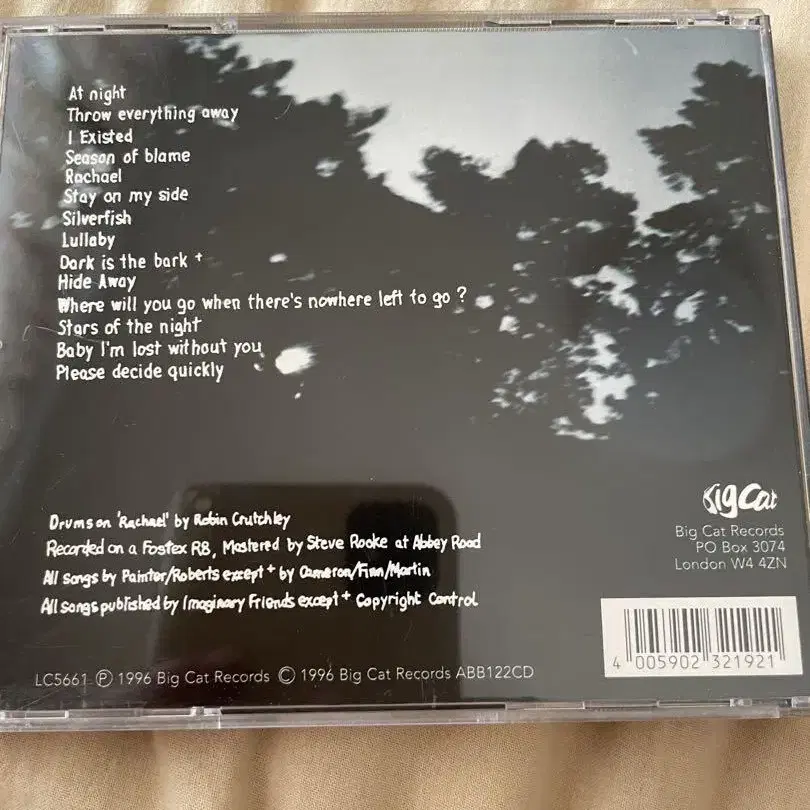 At night
Throw everything away
I Existed
Season of blame
Rachael
Stay on my side
Silverfish
Lullaby
Dark is the bark +
Hide Away
Where will you go when there's nowhere left to go ?
Stars of the night
Baby I'm lost without you
Please decide quickly
Drums on 'Rachael' by Robin Crutchley
Recorded on a Fostex R8, Mastered by Steve Rooke at Abbey Road
All songs by Painter/Roberts except + by Cameron/Finn/Martin
All songs published by Imaginary Friends except + Copyright Control
Big Cat
Big Cat Records
PO Box 3074
London W4 4ZN
4 005902 321921
LC5661 ℗ 1996 Big Cat Records © 1996 Big Cat Records ABB122CD